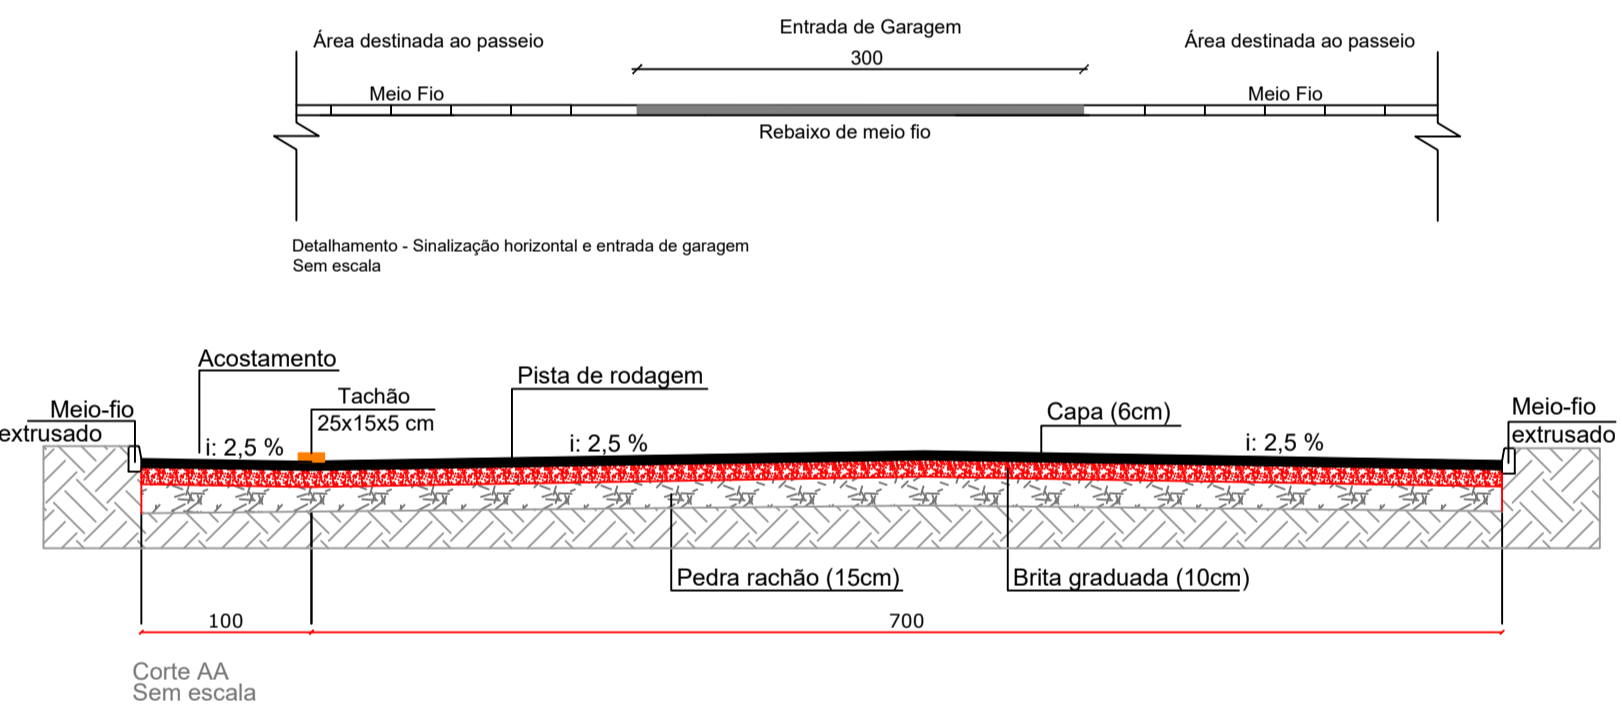 Entrada de Garagem
Área destinada ao passeio
300
Área destinada ao passeio
Meio Fio
Meio Fio
Rebaixo de meio fio
Detalhamento - Sinalização horizontal e entrada de garagem
Sem escala
Acostamento
Pista de rodagem
Tachão
25x15x5 cm
Meio-fio
extrusado
Capa (6cm)
Meio-fio
extrusado
i: 2,5 %
i: 2,5 %
i: 2,5 %
Pedra rachão (15cm)
Brita graduada (10cm)
100
700
Corte AA
Sem escala